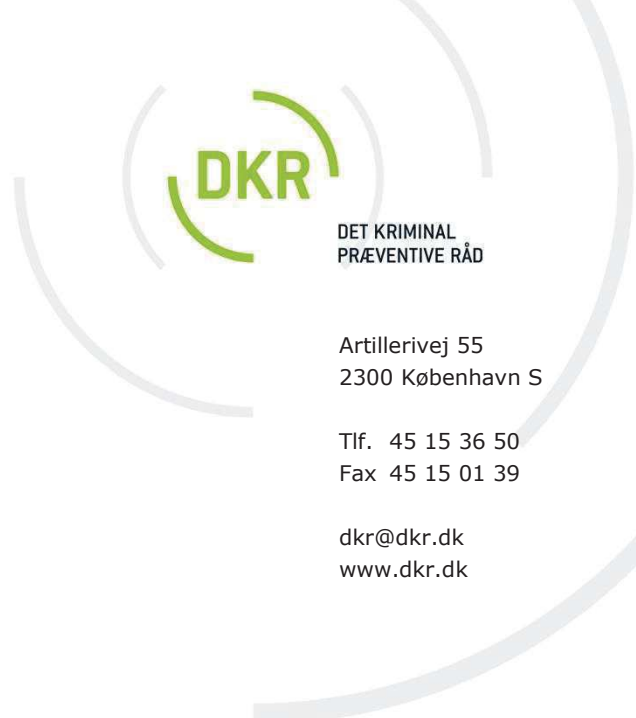 DKR
DET KRIMINAL
PRÆVENTIVE RÅD
Artillerivej 55
2300 København S
Tlf. 45 15 36 50
Fax 45 15 01 39
dkr@dkr.dk
www.dkr.dk